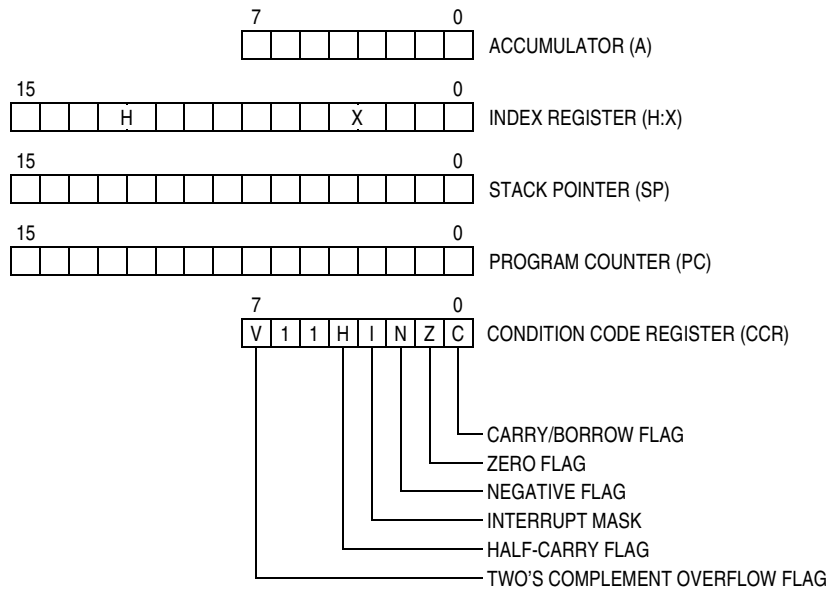 7 0
ACCUMULATOR (A)
15 0
H X INDEX REGISTER (H:X)
15 0
STACK POINTER (SP)
15 0
PROGRAM COUNTER (PC)
7 0
V 1 1 H I N Z C CONDITION CODE REGISTER (CCR)
CARRY/BORROW FLAG
ZERO FLAG
NEGATIVE FLAG
INTERRUPT MASK
HALF-CARRY FLAG
TWO'S COMPLEMENT OVERFLOW FLAG